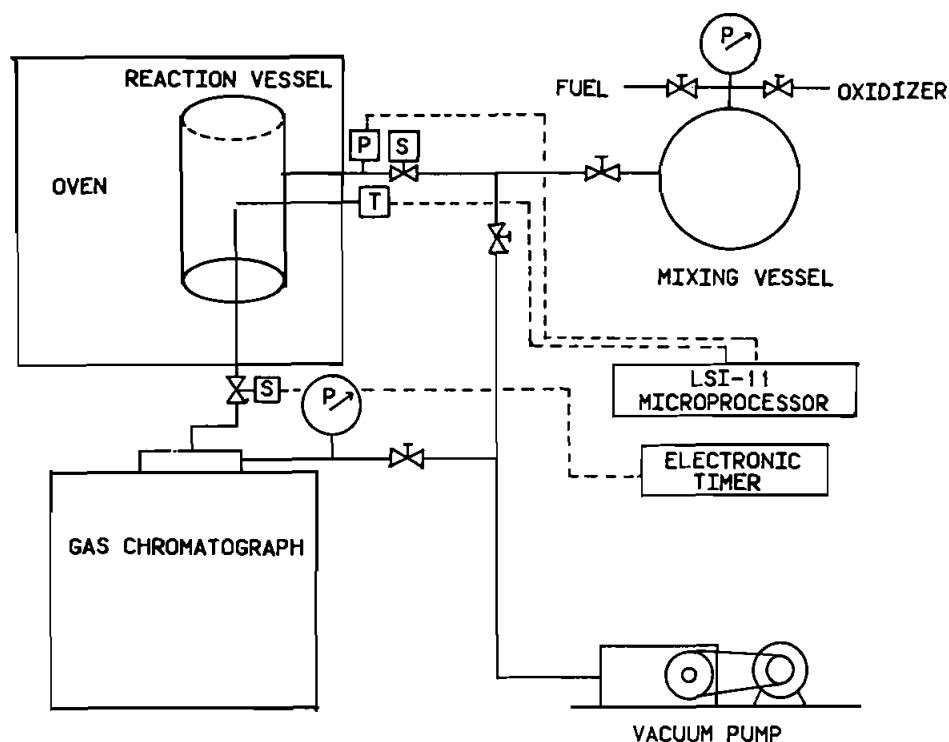 P
REACTION VESSEL
FUEL
OXIDIZER
P
S
OVEN
T
MIXING VESSEL
LSI-11
MICROPROCESSOR
S
P
ELECTRONIC
TIMER
GAS CHROMATOGRAPH
VACUUM PUMP